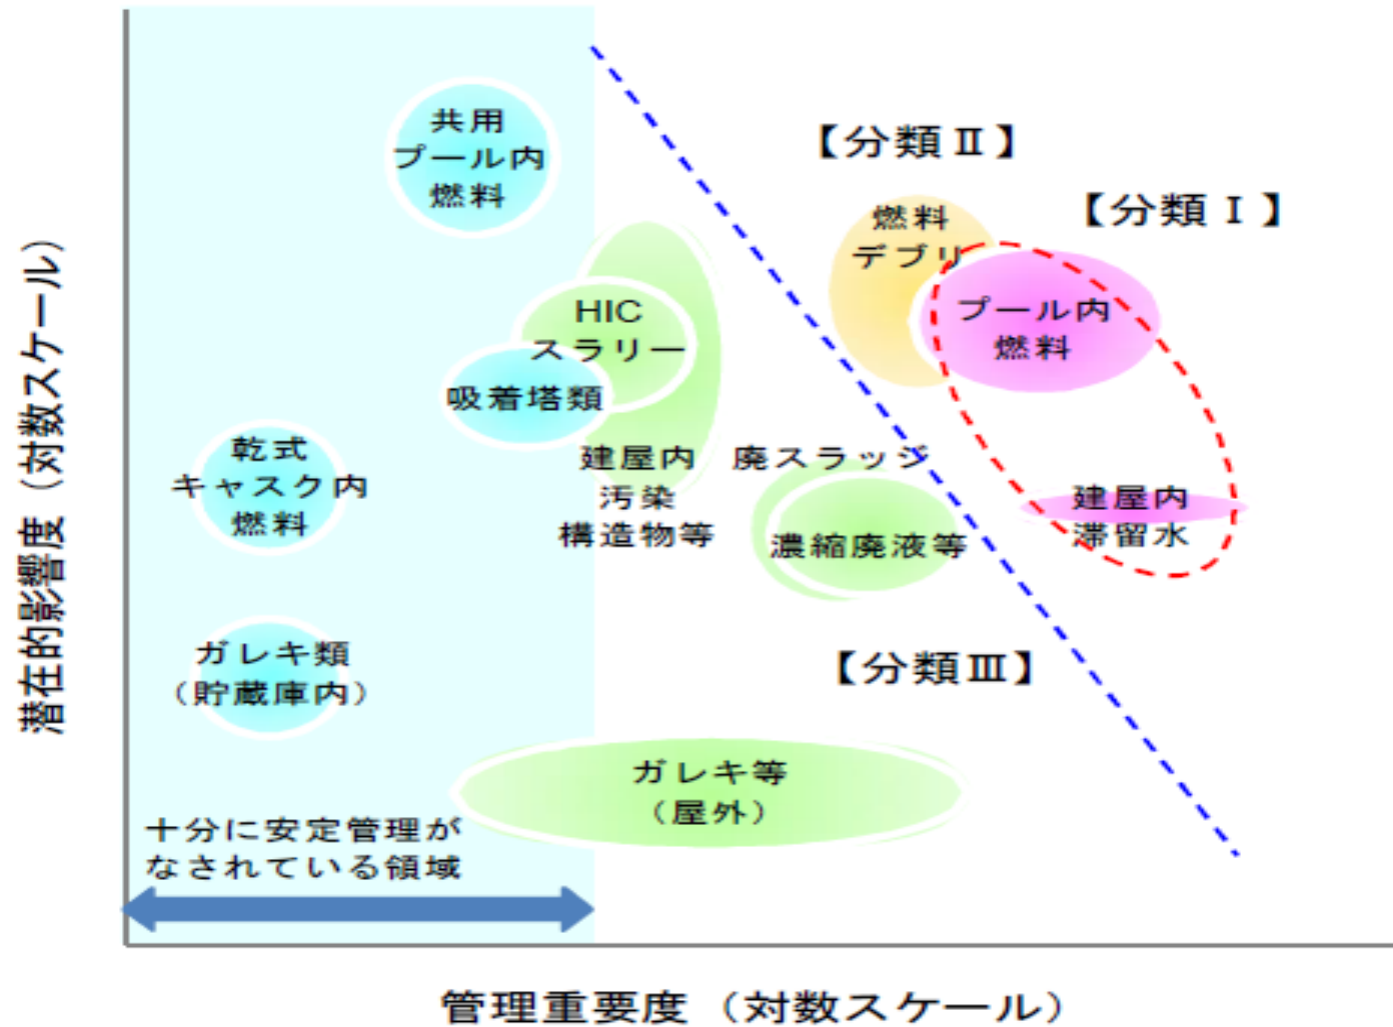 潜在的影響度（対数スケール）
共用
プール内
燃料
【分類Ⅱ】
【分類Ⅰ】
燃料
デブリ
プール内
燃料
HIC
スラリー
吸着塔類
建屋内
汚染
構造物等
廃スラッジ
濃縮廃液等
建屋内
滞留水
乾式
キャスク内
燃料
ガレキ類
（貯蔵庫内）
【分類Ⅲ】
ガレキ等
（屋外）
十分に安定管理が
なされている領域
管理重要度（対数スケール）